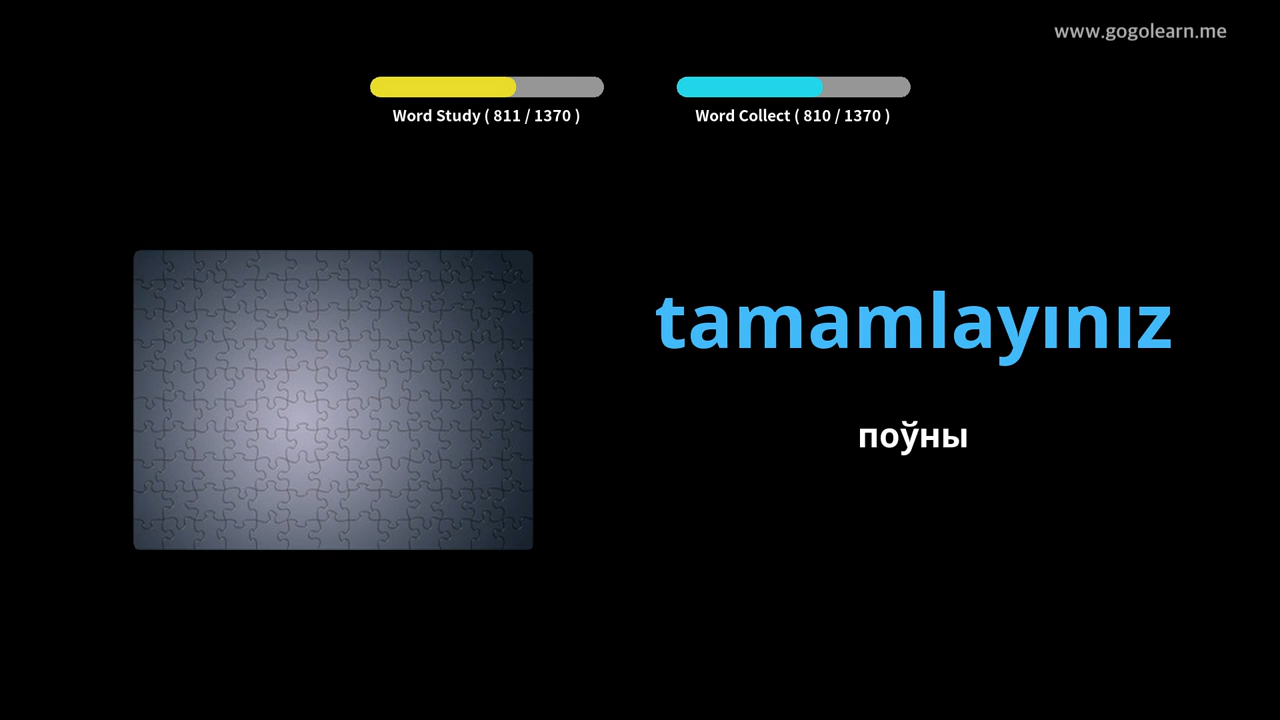 www.gogolearn.me
Word Study ( 811 / 1370 )
Word Collect ( 810 / 1370 )
tamamlayınız
поўны